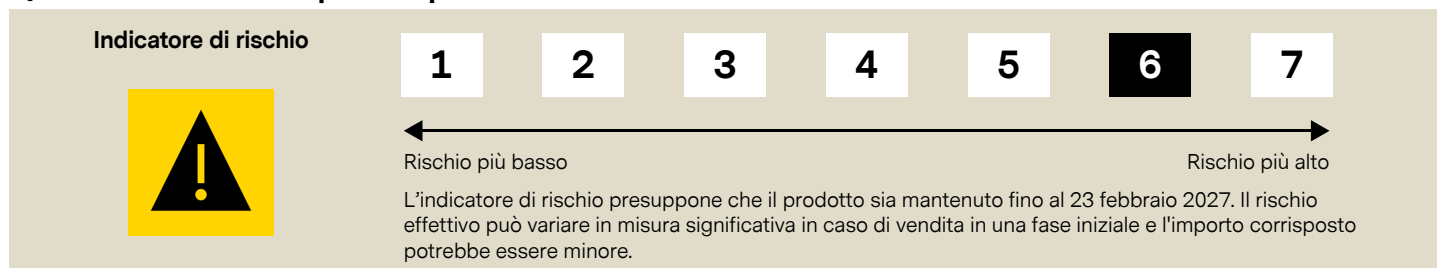 Indicatore di rischio
1 2 3 4 5 6 7
Rischio più basso
Rischio più alto
L'indicatore di rischio presuppone che il prodotto sia mantenuto fino al 23 febbraio 2027. Il rischio
effettivo può variare in misura significativa in caso di vendita in una fase iniziale e l'importo corrisposto
potrebbe essere minore.